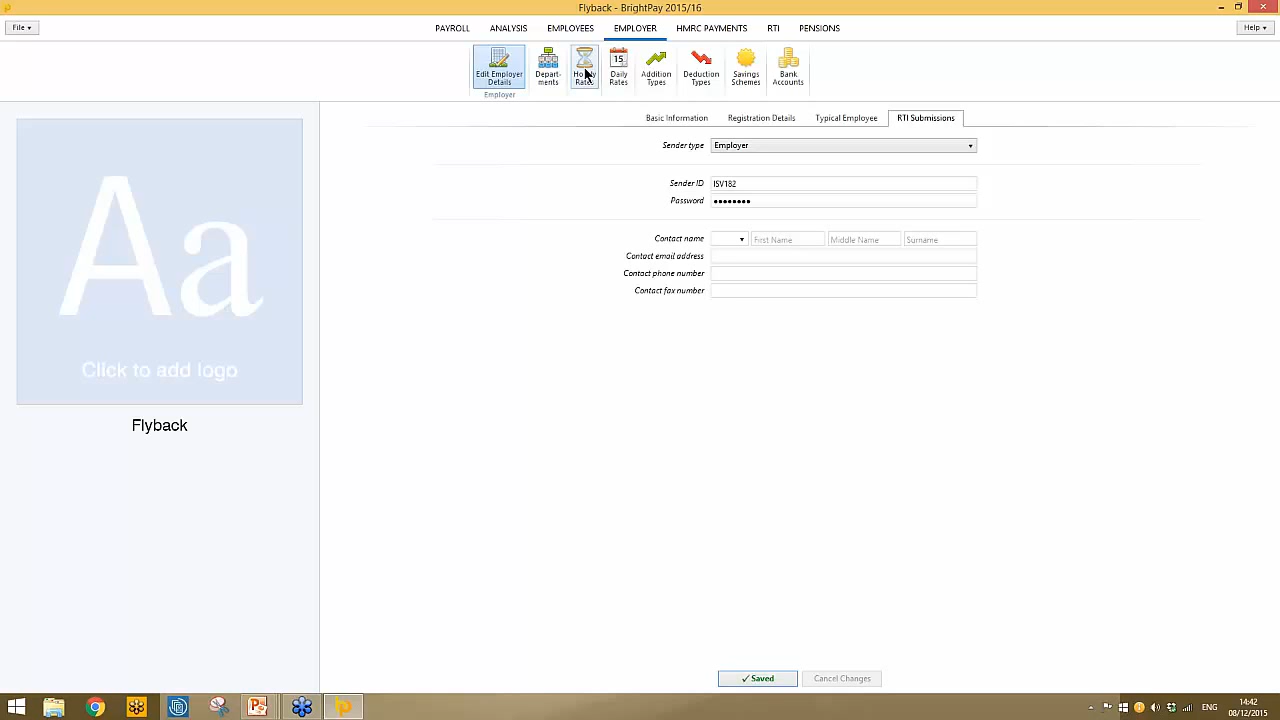 Flyback - BrightPay 2015/16
File
PAYROLL ANALYSIS EMPLOYEES EMPLOYER HMRC PAYMENTS RTI PENSIONS
Help
Edit Employer Details
Depart-ments
Hourly Rates
15
Daily Rates
Addition Types
Deduction Types
Savings Schemes
Bank Accounts
Employer
Basic Information Registration Details Typical Employee RTI Submissions
Sender type Employer
Sender ID ISV182
Password ●●●●●●●●
Contact name First Name Middle Name Surname
Contact email address
Contact phone number
Contact fax number
Aa
Click to add logo
Flyback
✓ Saved Cancel Changes
ENG
14:42
08/12/2015